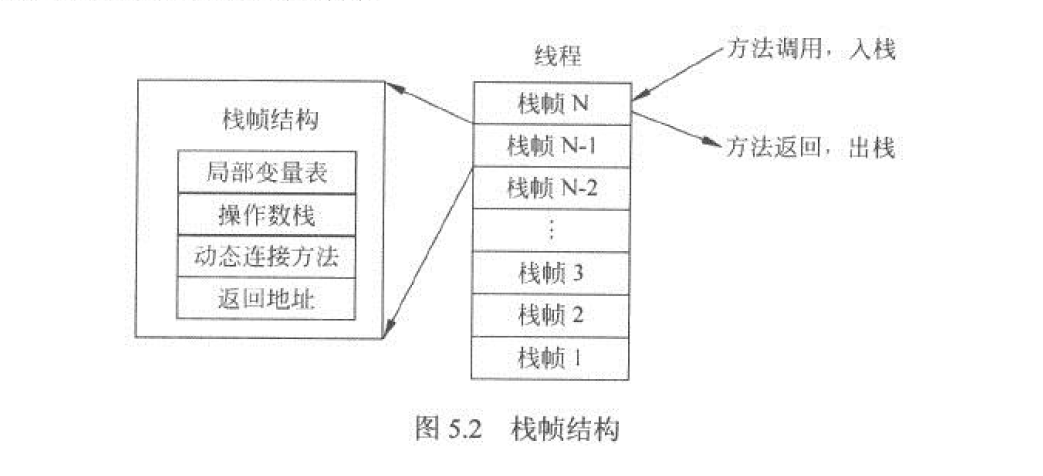 线程
方法调用，入栈
栈帧结构
局部变量表
操作数栈
动态连接方法
返回地址
栈帧 N
栈帧 N-1
栈帧 N-2
⋮
栈帧 3
栈帧 2
栈帧 1
方法返回，出栈
图 5.2 栈帧结构